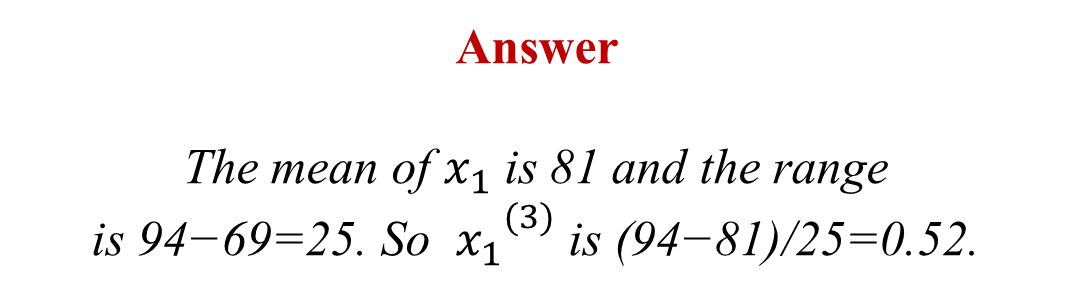 Answer
The mean of x₁ is 81 and the range
is 94−69=25. So x₁⁽³⁾ is (94−81)/25=0.52.